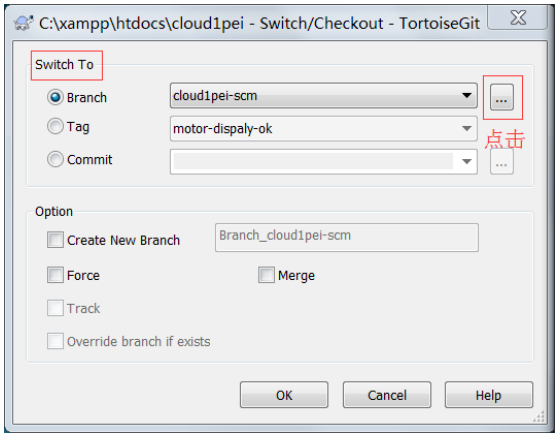 C:\xampp\htdocs\cloud1pei - Switch/Checkout - TortoiseGit
Switch To
Branch
cloud1pei-scm
...
Tag
motor-dispaly-ok
点击
Commit
...
Option
Create New Branch
Branch_cloud1pei-scm
Force
Merge
Track
Override branch if exists
OK
Cancel
Help